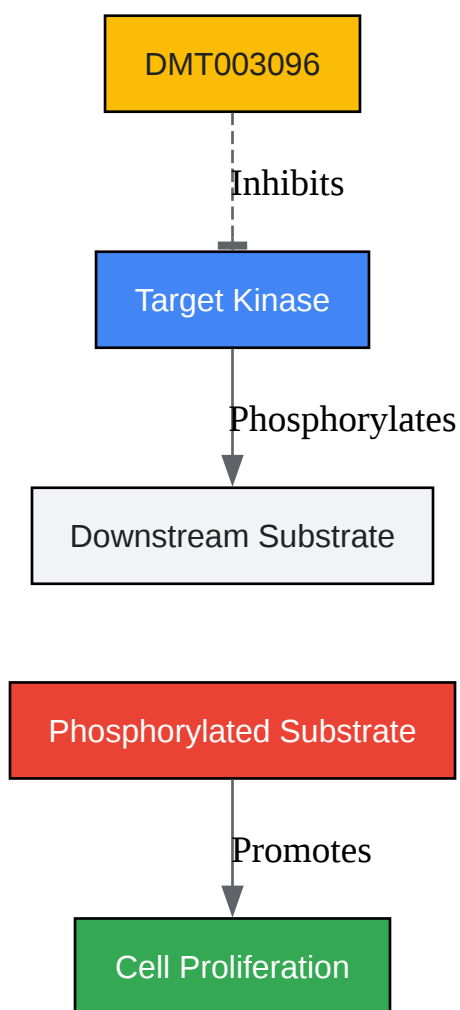 DMT003096
Inhibits
Target Kinase
Phosphorylates
Downstream Substrate
Phosphorylated Substrate
Promotes
Cell Proliferation